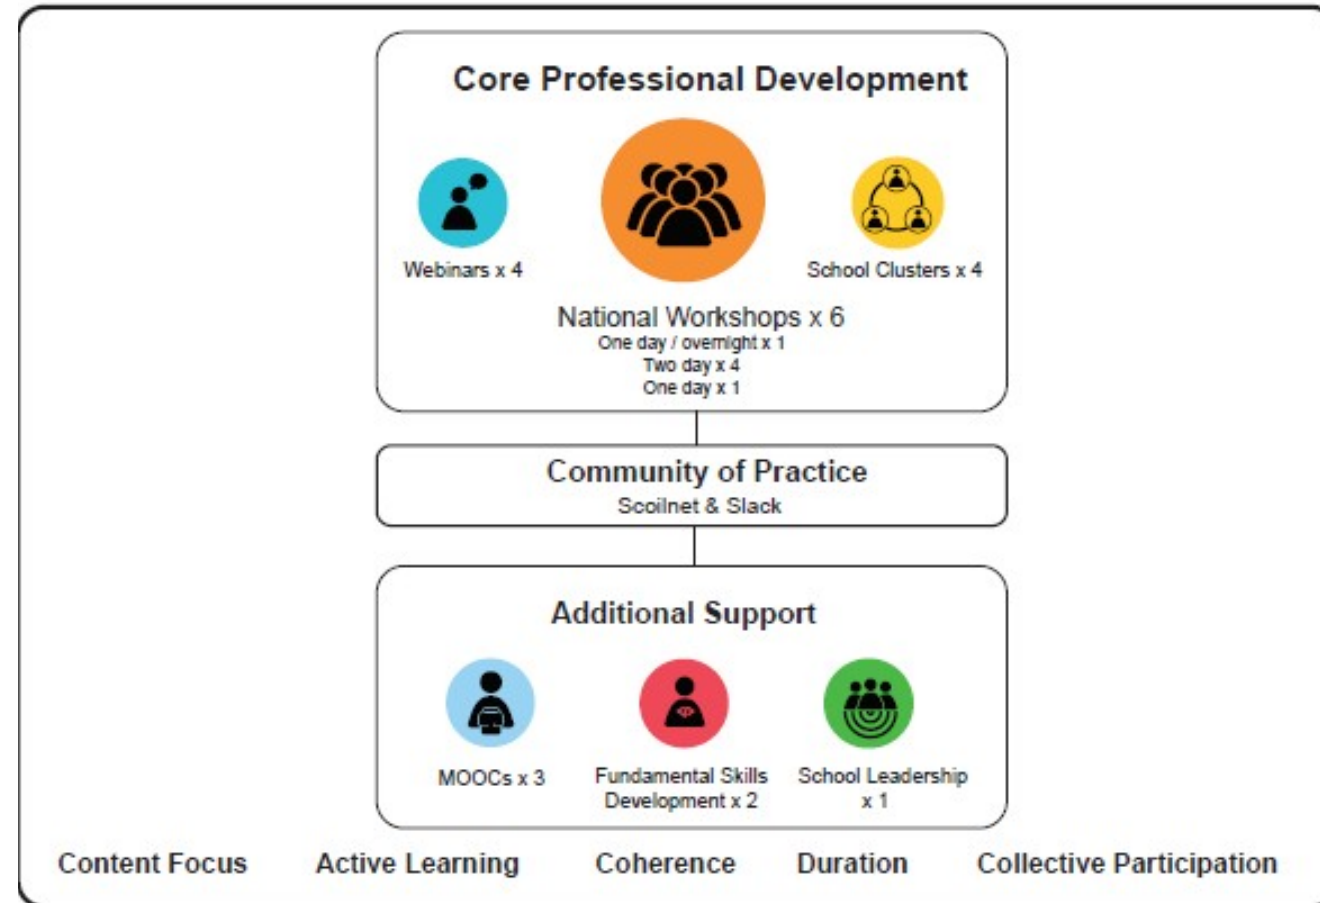 Core Professional Development
Webinars x 4
School Clusters x 4
National Workshops x 6
One day / overnight x 1
Two day x 4
One day x 1
Community of Practice
Scoilnet & Slack
Additional Support
MOOCs x 3
Fundamental Skills
Development x 2
School Leadership
x 1
Content Focus
Active Learning
Coherence
Duration
Collective Participation